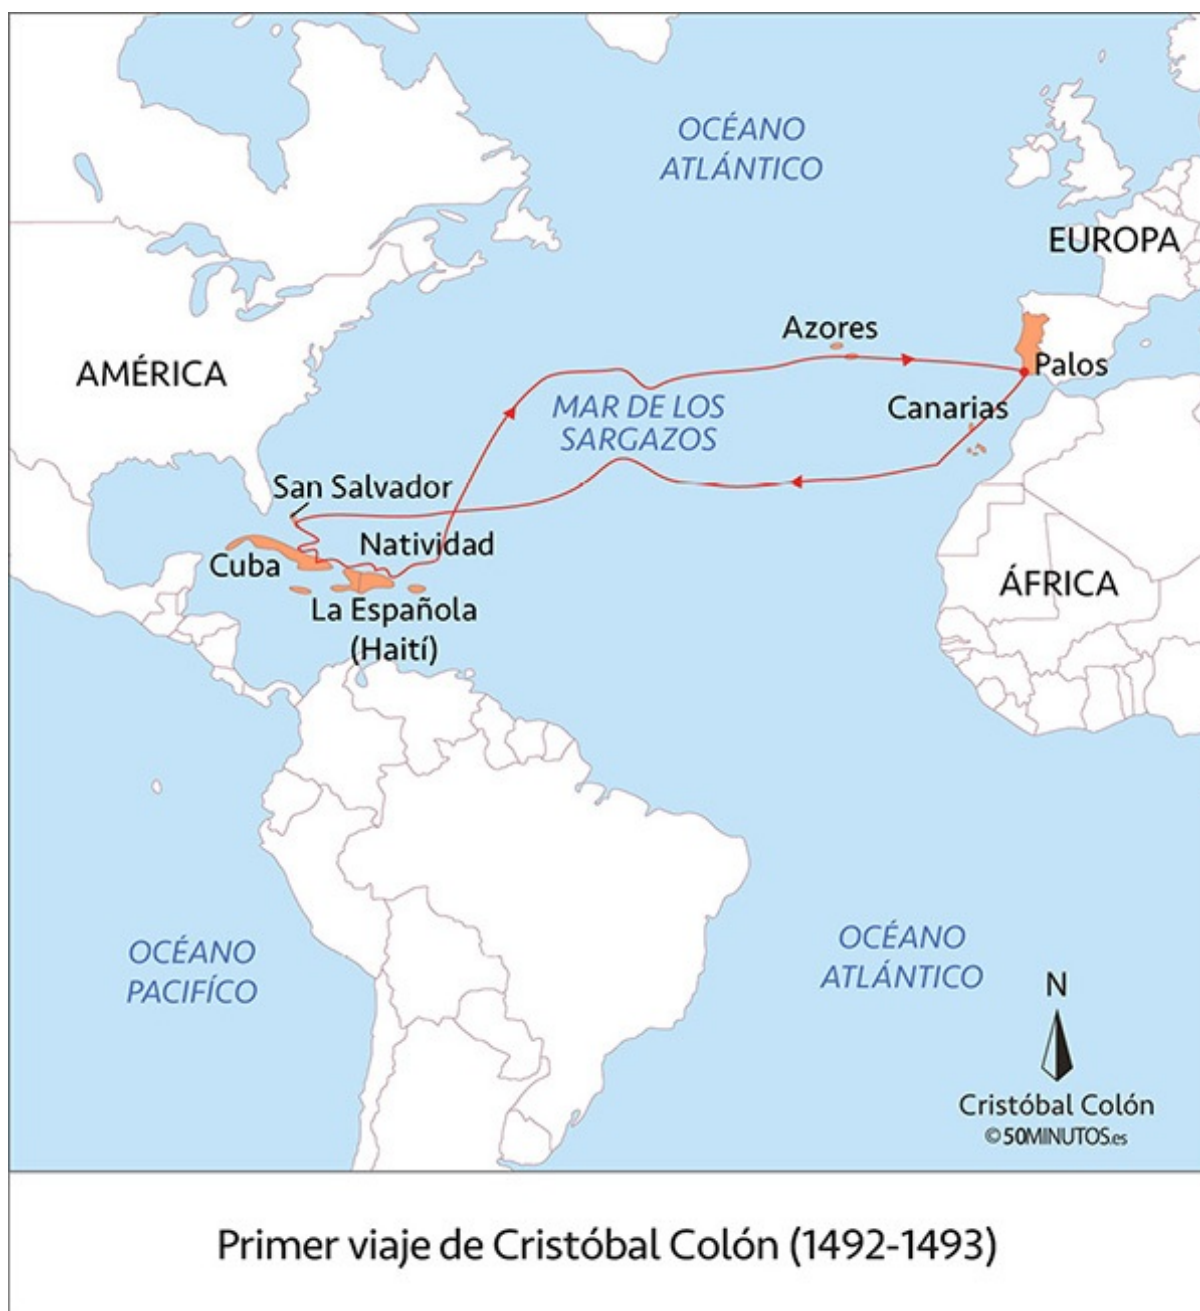 OCÉANO
ATLÁNTICO
EUROPA
Azores
AMÉRICA
Palos
MAR DE LOS
SARGAZOS
Canarias
San Salvador
Natividad
Cuba
ÁFRICA
La Española
(Haití)
OCÉANO
PACIFÍCO
OCÉANO
ATLÁNTICO
N
Cristóbal Colón
©50MINUTOS.es
Primer viaje de Cristóbal Colón (1492-1493)